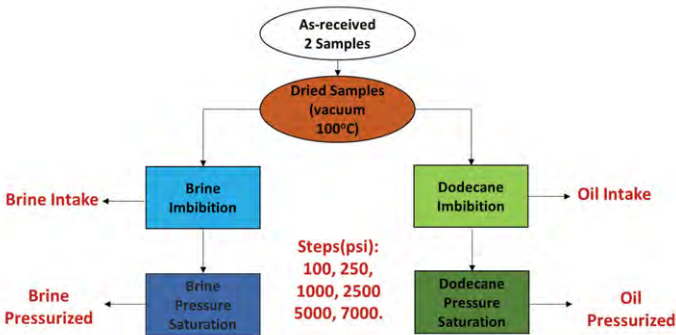 As-received
2 Samples
Dried Samples
(vacuum
100°C)
Brine Intake
Brine
Imbibition
Dodecane
Imbibition
Oil Intake
Steps(psi):
100, 250,
1000, 2500
5000, 7000.
Brine
Pressurized
Brine
Pressure
Saturation
Dodecane
Pressure
Saturation
Oil
Pressurized